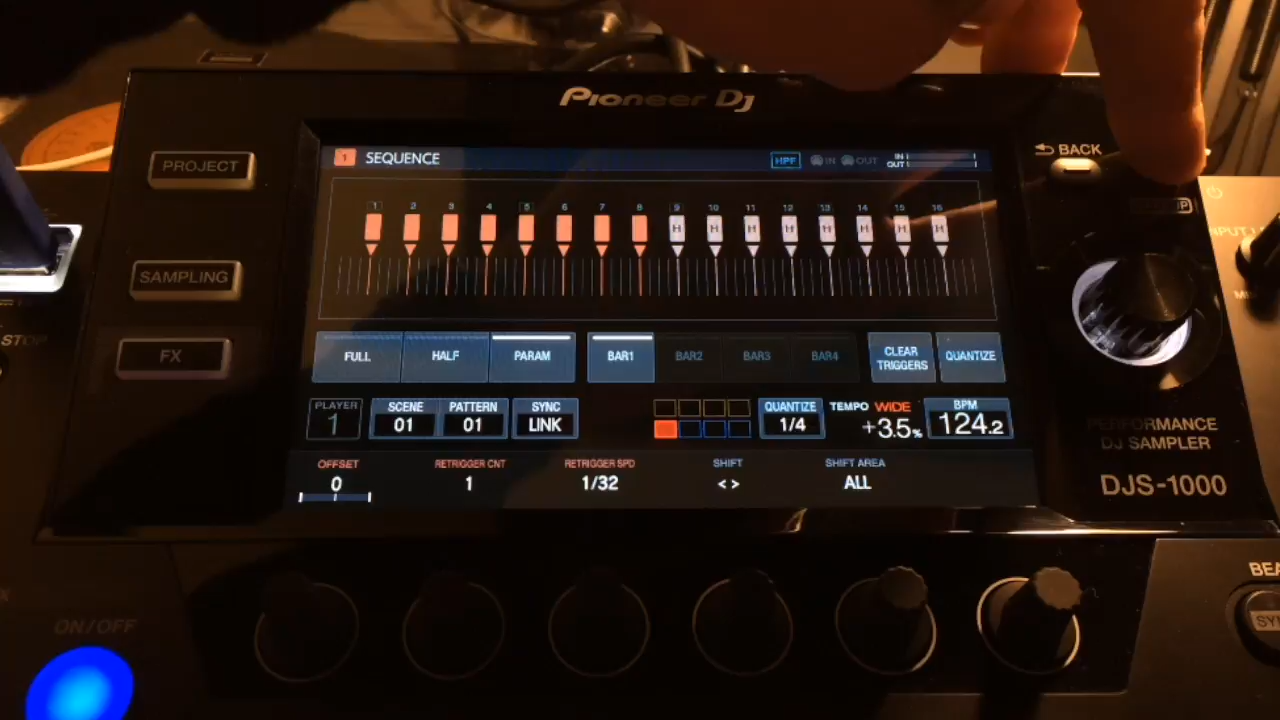 Pioneer Dj
PROJECT
SAMPLING
FX
STOP
ON/OFF
BACK
1 SEQUENCE
HPF IN OUT IN OUT
1 2 3 4 5 6 7 8 9 10 11 12 13 14 15 16
H H H H H H H H
FULL HALF PARAM BAR1 BAR2 BAR3 BAR4 CLEAR TRIGGERS QUANTIZE
PLAYER 1
SCENE 01
PATTERN 01
SYNC LINK
QUANTIZE 1/4
TEMPO WIDE +3.5%
BPM 124.2
OFFSET 0
RETRIGGER CNT 1
RETRIGGER SPD 1/32
SHIFT < >
SHIFT AREA ALL
PERFORMANCE
DJ SAMPLER
DJS-1000